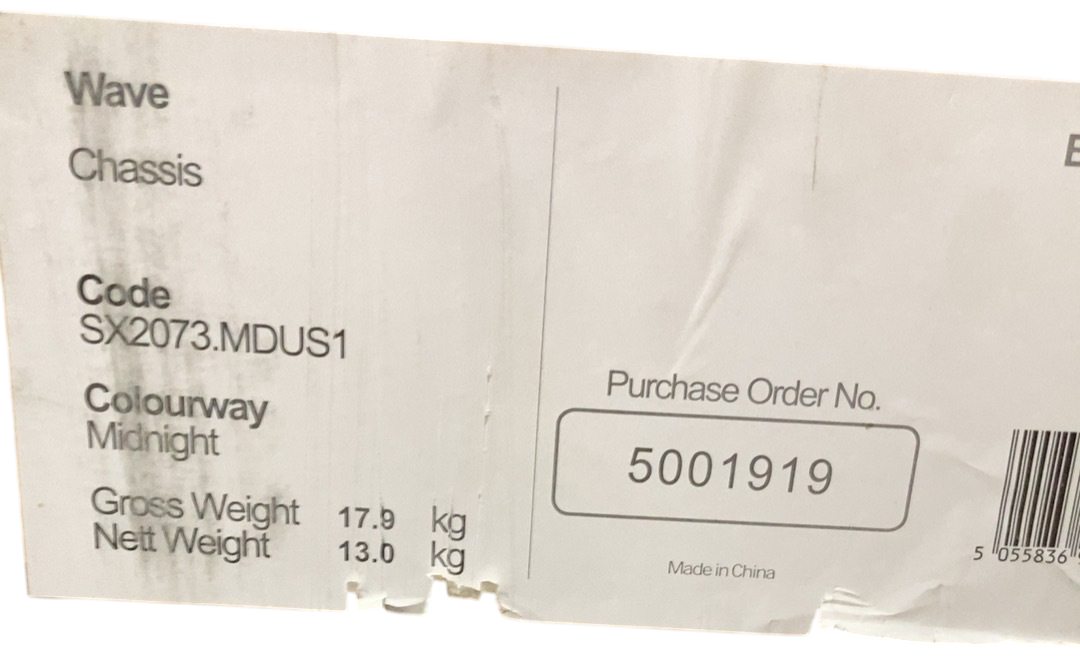 Wave
Chassis
Code
SX2073.MDUS1
Colourway
Midnight
Gross Weight 17.9 kg
Nett Weight 13.0 kg
Purchase Order No.
5001919
Made in China
5 055836